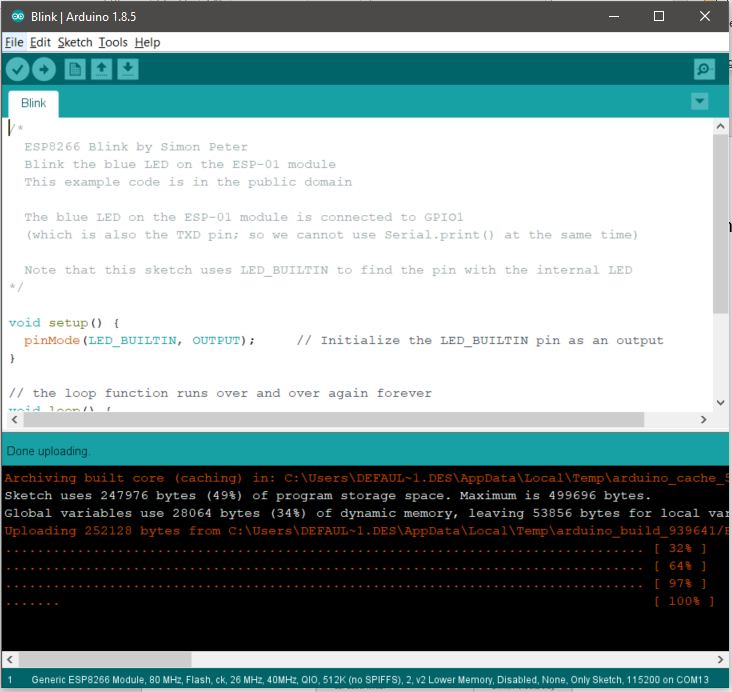 Blink | Arduino 1.8.5
File Edit Sketch Tools Help
Blink
/*
ESP8266 Blink by Simon Peter
Blink the blue LED on the ESP-01 module
This example code is in the public domain
The blue LED on the ESP-01 module is connected to GPIO1
(which is also the TXD pin; so we cannot use Serial.print() at the same time)
Note that this sketch uses LED_BUILTIN to find the pin with the internal LED
*/
void setup() {
pinMode(LED_BUILTIN, OUTPUT); // Initialize the LED_BUILTIN pin as an output
}
// the loop function runs over and over again forever
void loop() {
Done uploading.
Archiving built core (caching) in: C:\Users\DEFAUL~1.DES\AppData\Local\Temp\arduino_cache_5
Sketch uses 247976 bytes (49%) of program storage space. Maximum is 499696 bytes.
Global variables use 28064 bytes (34%) of dynamic memory, leaving 53856 bytes for local var
Uploading 252128 bytes from C:\Users\DEFAUL~1.DES\AppData\Local\Temp\arduino_build_939641/
................................................................................ [ 32% ]
................................................................................ [ 64% ]
................................................................................ [ 97% ]
....... [ 100% ]
1 Generic ESP8266 Module, 80 MHz, Flash, ck, 26 MHz, 40MHz, QIO, 512K (no SPIFFS), 2, v2 Lower Memory, Disabled, None, Only Sketch, 115200 on COM13